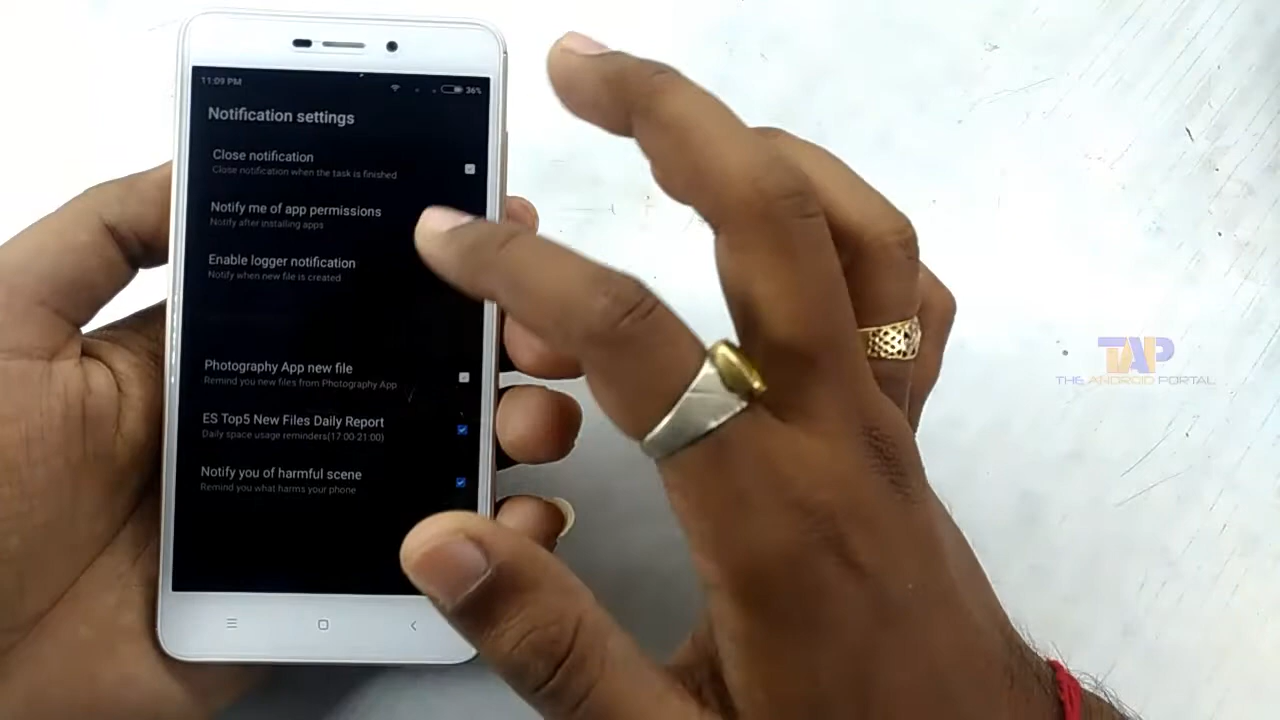 11:09 PM
36%
Notification settings
Close notification
Close notification when the task is finished
Notify me of app permissions
Notify after installing apps
Enable logger notification
Notify when new file is created
Photography App new file
Remind you new files from Photography App
ES Top5 New Files Daily Report
Daily space usage reminders(17:00-21:00)
Notify you of harmful scene
Remind you what harms your phone
TAP
THE ANDROID PORTAL